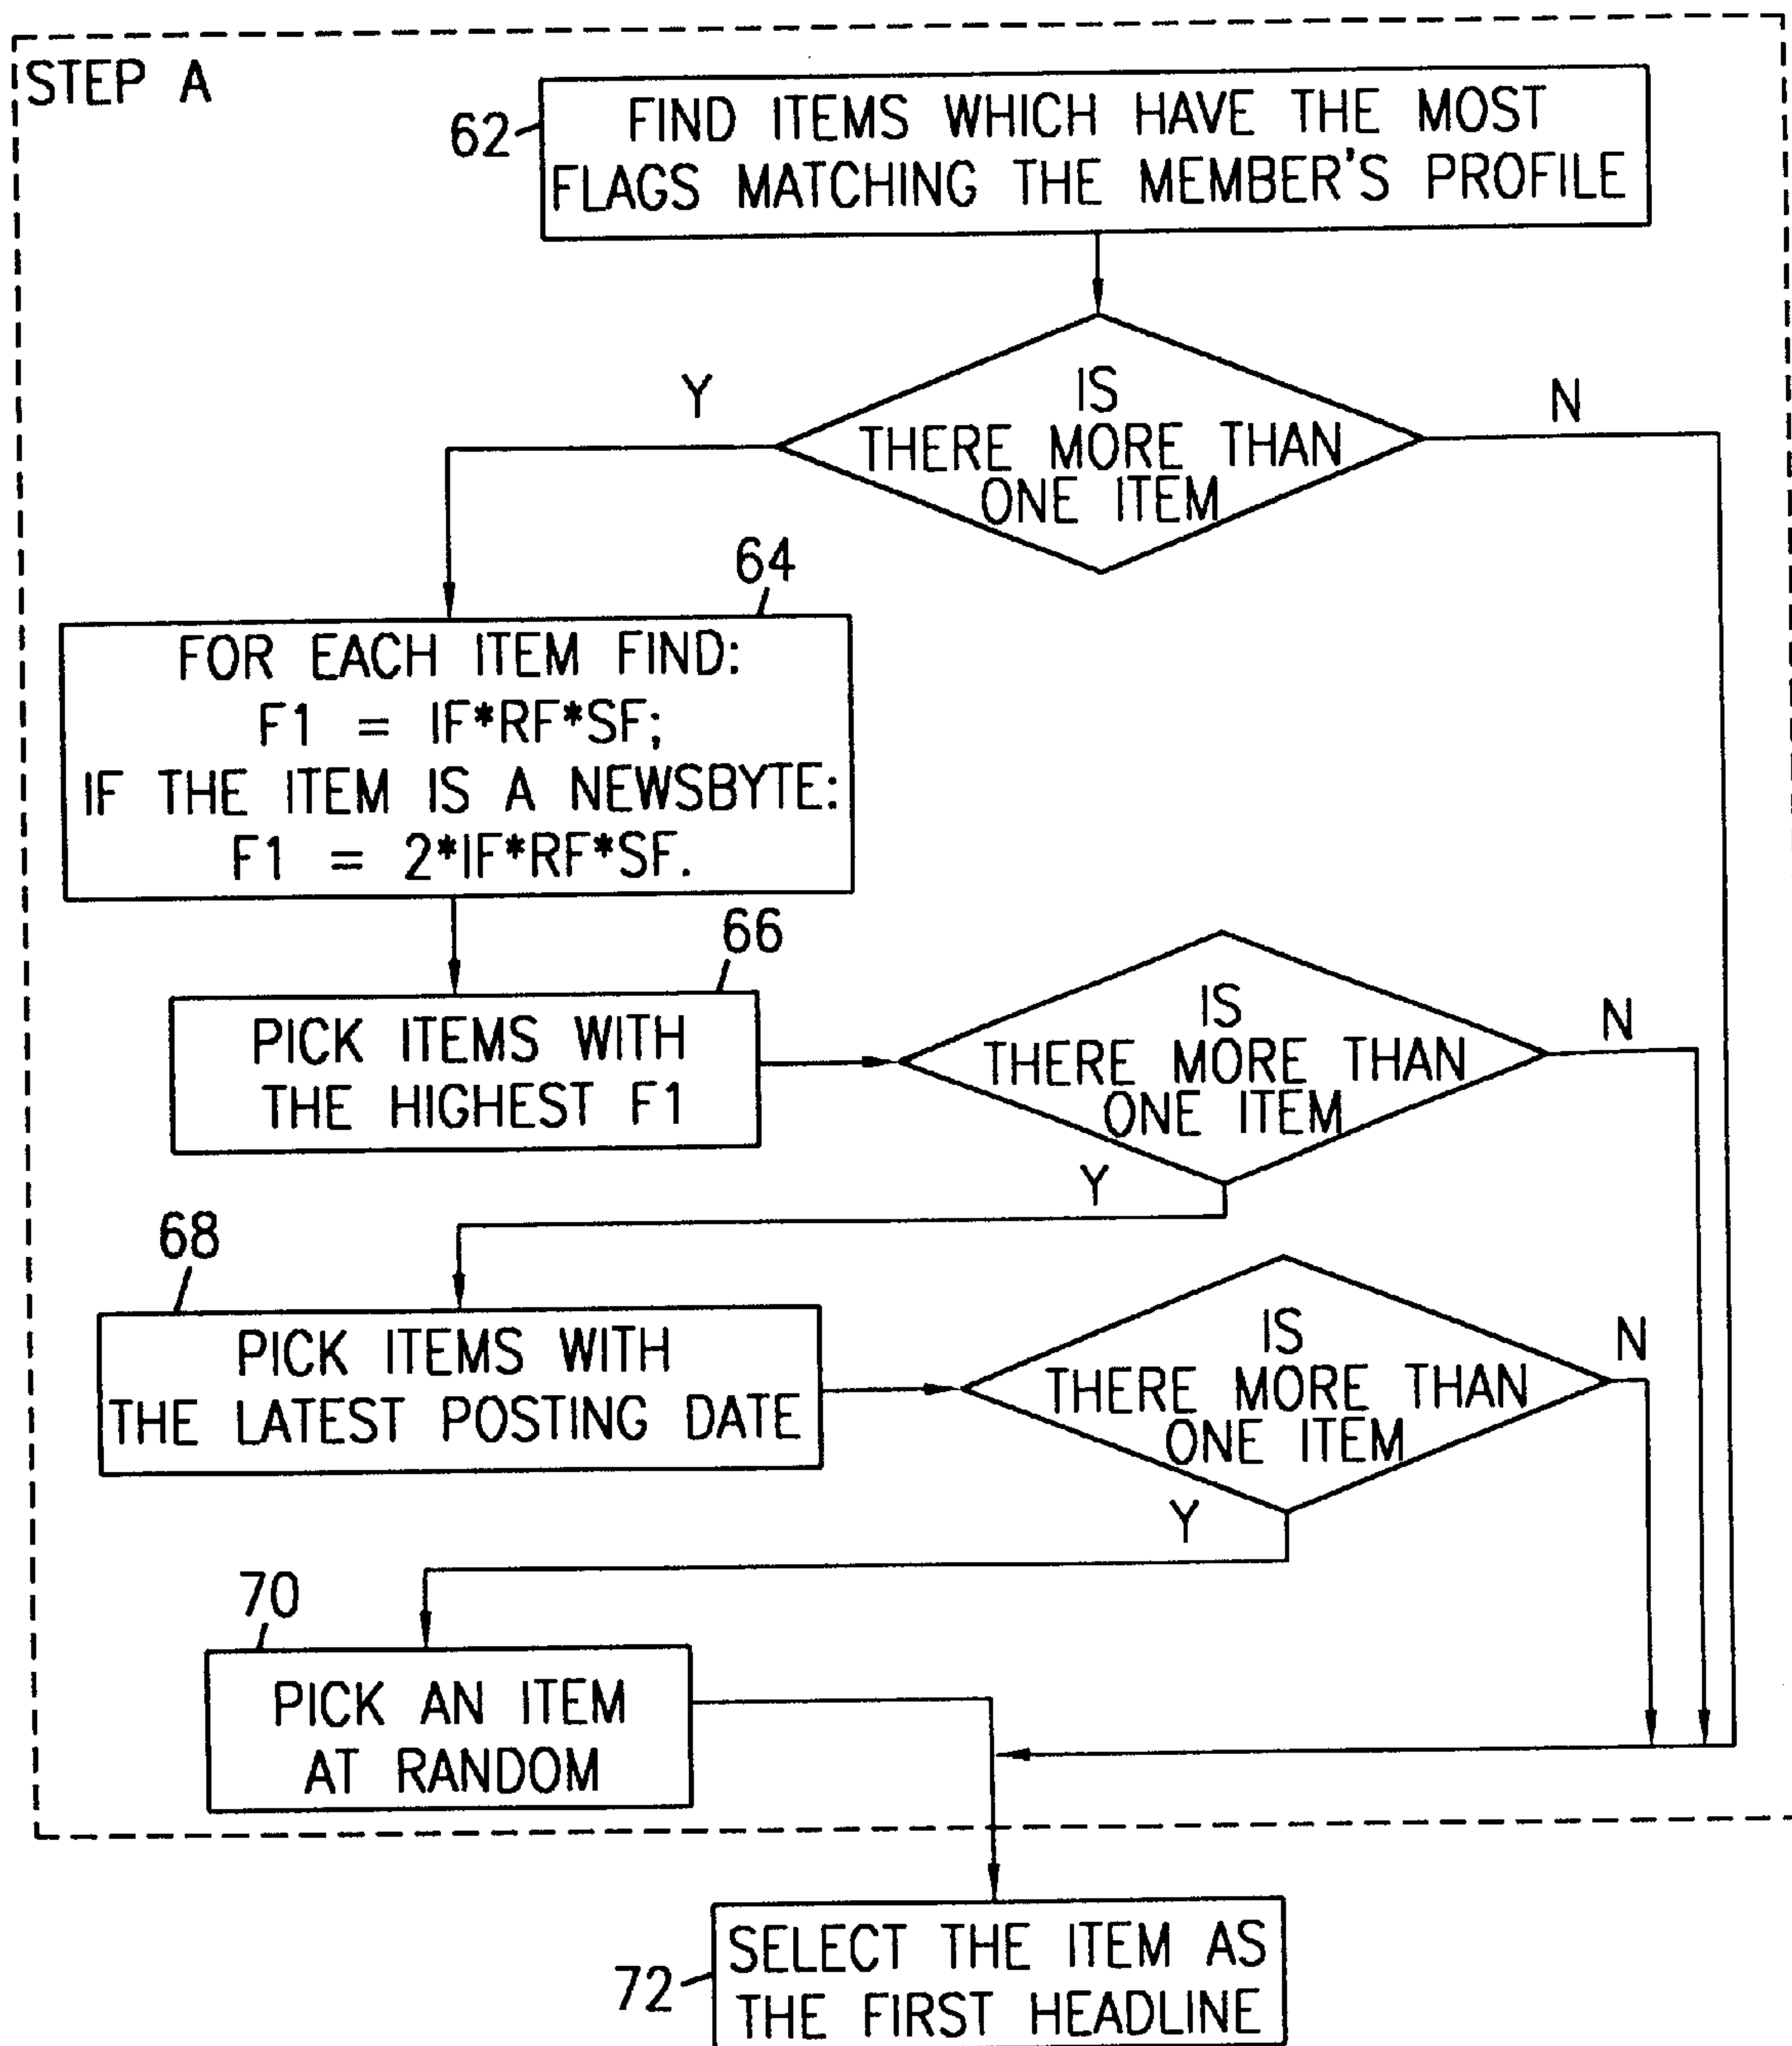 STEP A
62
FIND ITEMS WHICH HAVE THE MOST
FLAGS MATCHING THE MEMBER'S PROFILE
IS
THERE MORE THAN
ONE ITEM
Y
N
64
FOR EACH ITEM FIND:
F1 = IF*RF*SF;
IF THE ITEM IS A NEWSBYTE:
F1 = 2*IF*RF*SF.
66
PICK ITEMS WITH
THE HIGHEST F1
IS
THERE MORE THAN
ONE ITEM
N
Y
68
PICK ITEMS WITH
THE LATEST POSTING DATE
IS
THERE MORE THAN
ONE ITEM
N
Y
70
PICK AN ITEM
AT RANDOM
72
SELECT THE ITEM AS
THE FIRST HEADLINE